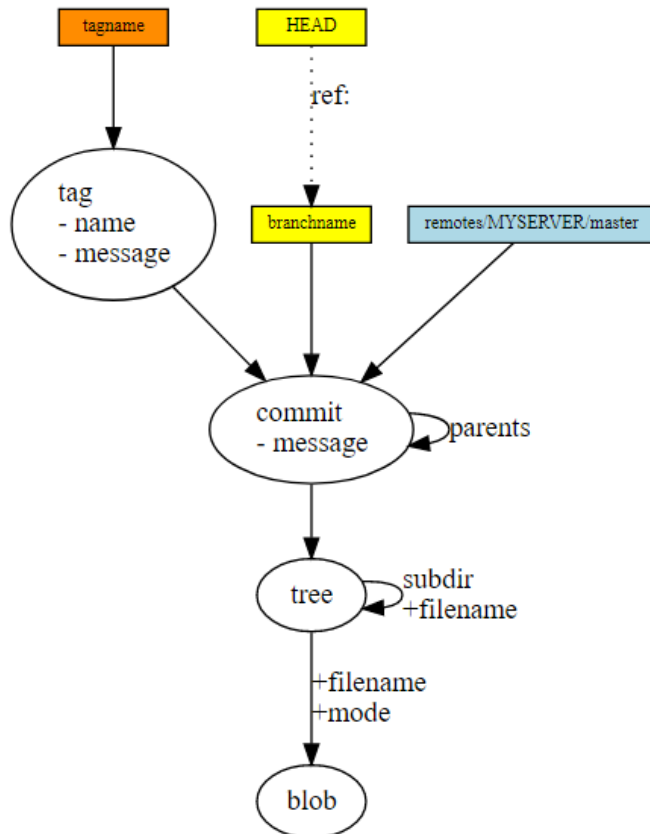 tagname
HEAD
ref:
tag
- name
- message
branchname
remotes/MYSERVER/master
commit
- message
parents
tree
subdir
+filename
+filename
+mode
blob